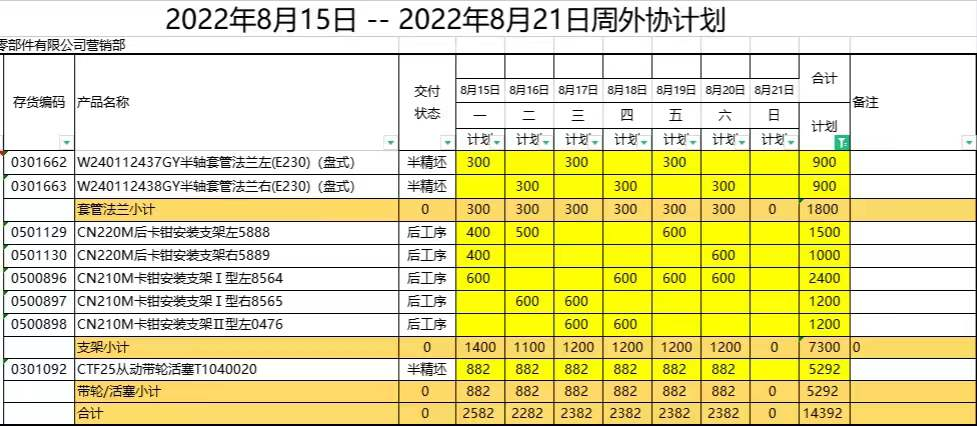 2022年8月15日 -- 2022年8月21日周外协计划
零部件有限公司营销部
存货编码 产品名称 交付状态 8月15日 8月16日 8月17日 8月18日 8月19日 8月20日 8月21日 合计 备注
一 二 三 四 五 六 日
计划 计划 计划 计划 计划 计划 计划 计划
0301662 W240112437GY半轴套管法兰左(E230)(盘式) 半精坯 300 300 300 900
0301663 W240112438GY半轴套管法兰右(E230)(盘式) 半精坯 300 300 300 900
套管法兰小计 0 300 300 300 300 300 300 0 1800
0501129 CN220M后卡钳安装支架左5888 后工序 400 500 600 1500
0501130 CN220M后卡钳安装支架右5889 后工序 400 600 1000
0500896 CN210M卡钳安装支架Ⅰ型左8564 后工序 600 600 600 600 2400
0500897 CN210M卡钳安装支架Ⅰ型右8565 后工序 600 600 1200
0500898 CN210M卡钳安装支架Ⅱ型左0476 后工序 600 600 1200
支架小计 0 1400 1100 1200 1200 1200 1200 0 7300 0
0301092 CTF25从动带轮活塞T1040020 半精坯 882 882 882 882 882 882 5292
带轮/活塞小计 0 882 882 882 882 882 882 0 5292
合计 0 2582 2282 2382 2382 2382 2382 0 14392